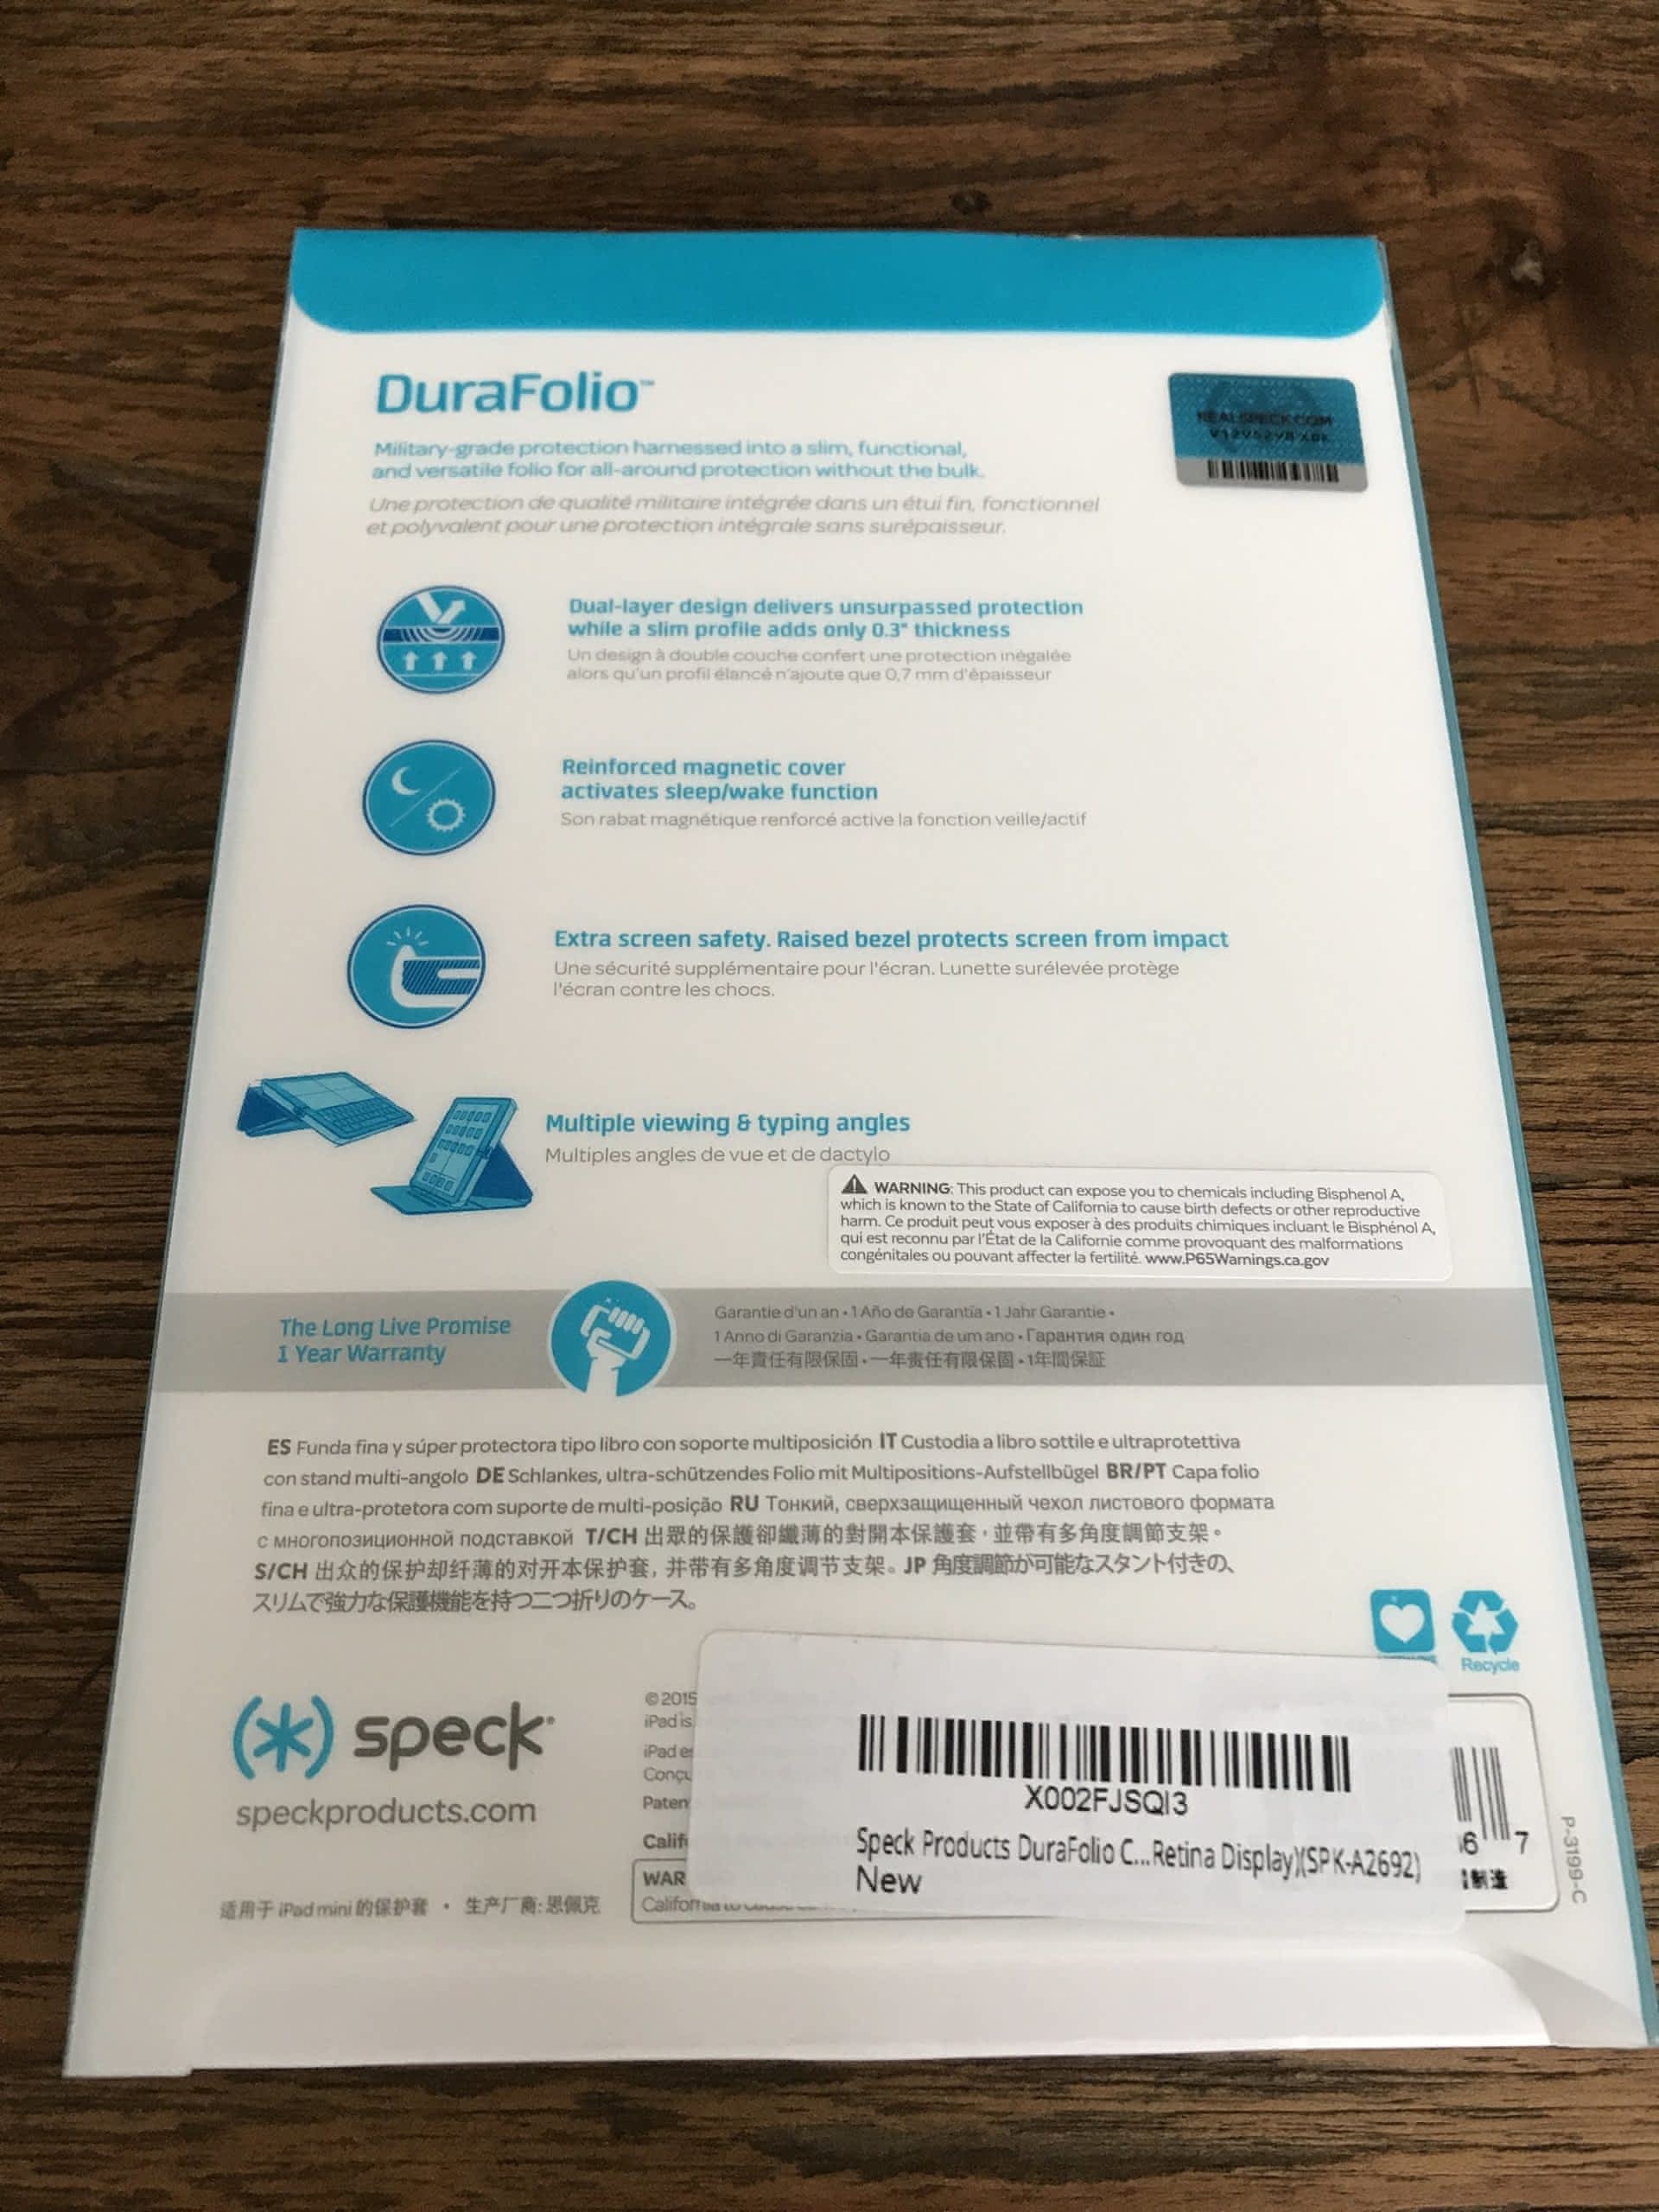 DuraFolio™
REALSPECK.COM
Military-grade protection harnessed into a slim, functional,
and versatile folio for all-around protection without the bulk.
Une protection de qualité militaire intégrée dans un étui fin, fonctionnel
et polyvalent pour une protection intégrale sans surépaisseur.
Dual-layer design delivers unsurpassed protection
while a slim profile adds only 0.3" thickness
Un design à double couche confert une protection inégalée
alors qu'un profil élancé n'ajoute que 0,7 mm d'épaisseur
Reinforced magnetic cover
activates sleep/wake function
Son rabat magnétique renforcé active la fonction veille/actif
Extra screen safety. Raised bezel protects screen from impact
Une sécurité supplémentaire pour l'écran. Lunette surélevée protège
l'écran contre les chocs.
Multiple viewing & typing angles
Multiples angles de vue et de dactylo
WARNING: This product can expose you to chemicals including Bisphenol A,
which is known to the State of California to cause birth defects or other reproductive
harm. Ce produit peut vous exposer à des produits chimiques incluant le Bisphénol A,
qui est reconnu par l'État de la Californie comme provoquant des malformations
congénitales ou pouvant affecter la fertilité. www.P65Warnings.ca.gov
The Long Live Promise
1 Year Warranty
Garantie d'un an • 1 Año de Garantía • 1 Jahr Garantie •
1 Anno di Garanzia • Garantia de um ano • Гарантия один год
一年責任有限保固 • 一年责任有限保固 • 1年間保証
ES Funda fina y súper protectora tipo libro con soporte multiposición IT Custodia a libro sottile e ultraprotettiva
con stand multi-angolo DE Schlankes, ultra-schützendes Folio mit Multipositions-Aufstellbügel BR/PT Capa folio
fina e ultra-protetora com suporte de multi-posição RU Тонкий, сверхзащищенный чехол листового формата
с многопозиционной подставкой T/CH 出眾的保護卻纖薄的對開本保護套，並帶有多角度調節支架。
S/CH 出众的保护却纤薄的对开本保护套, 并带有多角度调节支架。JP 角度調節が可能なスタント付きの、
スリムで強力な保護機能を持つ二つ折りのケース。
Recycle
(*) speck®
speckproducts.com
适用于 iPad mini 的保护套 • 生产厂商: 思佩克
© 2015
iPad is
iPad es
Conçu
Paten
Calif
WAR
California to
X002FJSQI3
Speck Products DuraFolio C...Retina Display)(SPK-A2692)
New
6 7
制造
P-3199-C